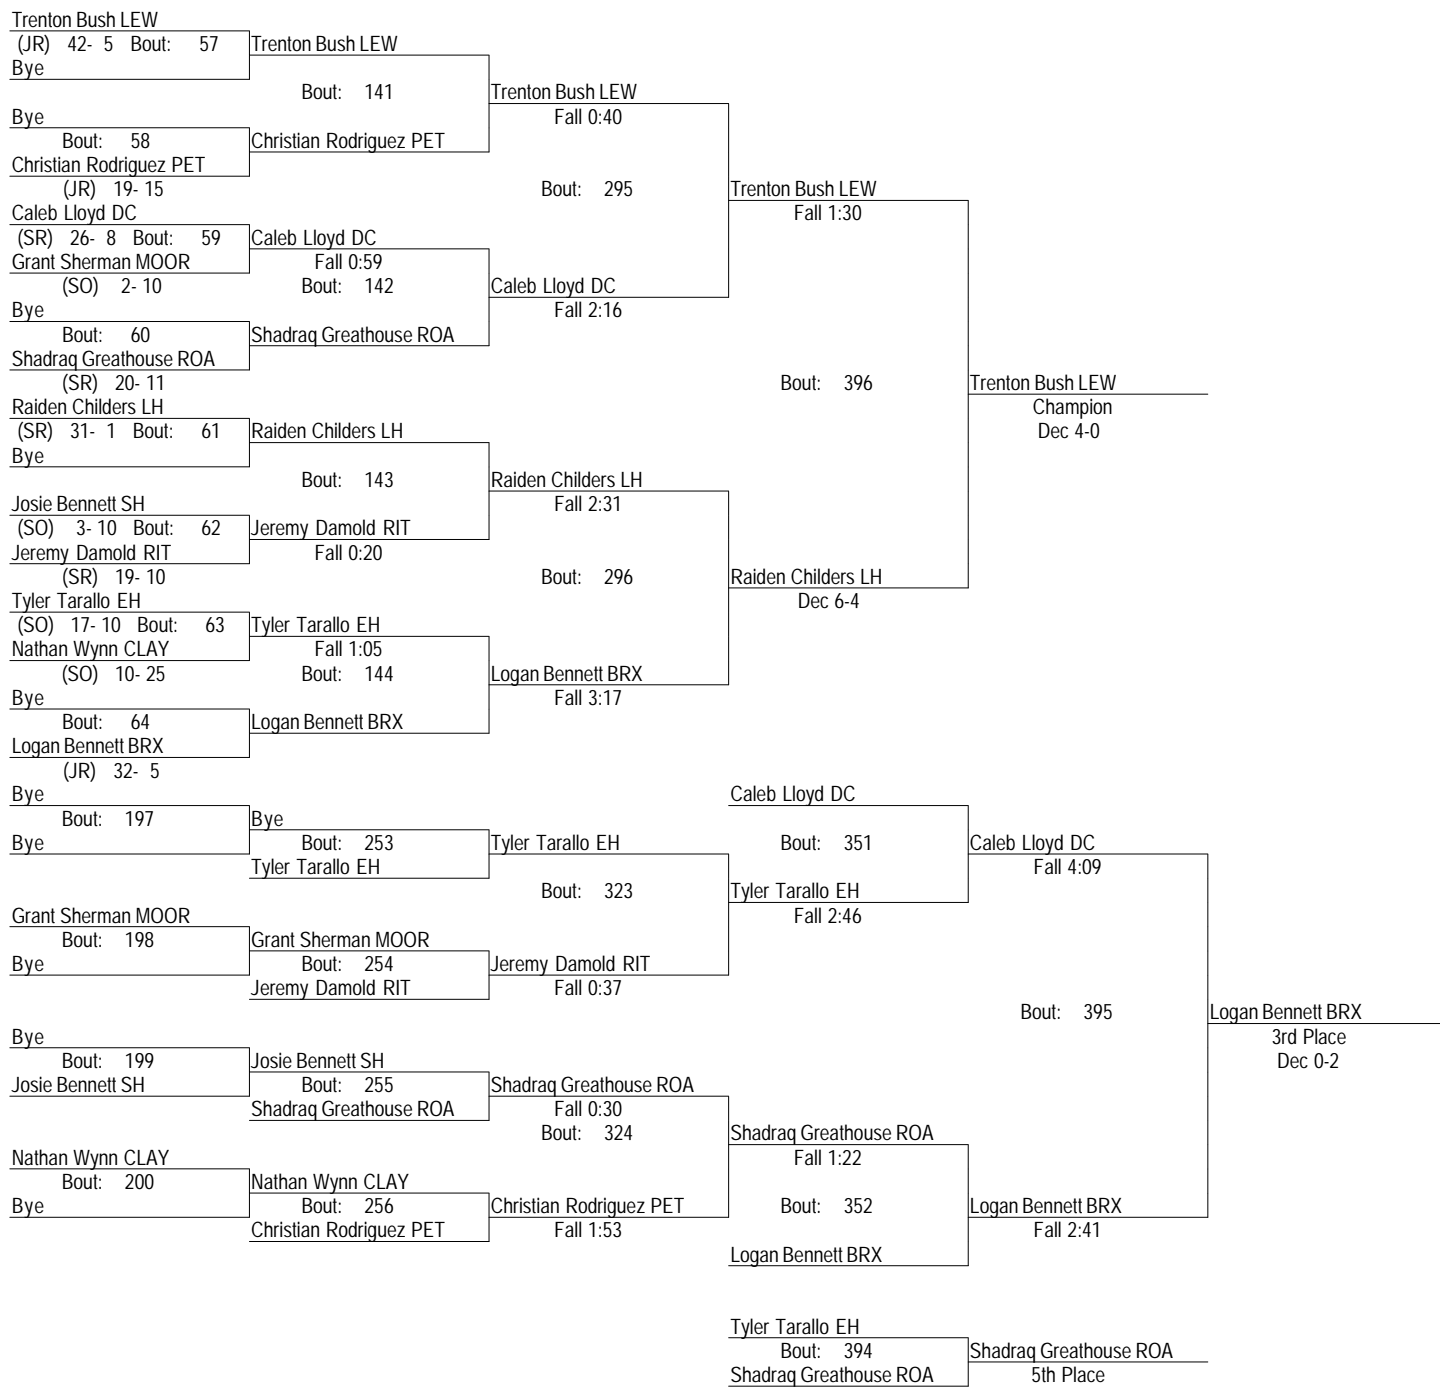 Trenton Bush LEW
(JR) 42- 5 Bout: 57 Trenton Bush LEW
Bye
Bout: 141 Trenton Bush LEW
Bye Fall 0:40
Bout: 58 Christian Rodriguez PET
Christian Rodriguez PET
(JR) 19- 15 Bout: 295 Trenton Bush LEW
Caleb Lloyd DC Fall 1:30
(SR) 26- 8 Bout: 59 Caleb Lloyd DC
Grant Sherman MOOR Fall 0:59
(SO) 2- 10 Bout: 142 Caleb Lloyd DC
Bye Fall 2:16
Bout: 60 Shadraq Greathouse ROA
Shadraq Greathouse ROA
(SR) 20- 11 Bout: 396 Trenton Bush LEW
Raiden Childers LH Champion
(SR) 31- 1 Bout: 61 Raiden Childers LH Dec 4-0
Bye
Bout: 143 Raiden Childers LH
Josie Bennett SH Fall 2:31
(SO) 3- 10 Bout: 62 Jeremy Damold RIT
Jeremy Damold RIT Fall 0:20
(SR) 19- 10 Bout: 296 Raiden Childers LH
Tyler Tarallo EH Dec 6-4
(SO) 17- 10 Bout: 63 Tyler Tarallo EH
Nathan Wynn CLAY Fall 1:05
(SO) 10- 25 Bout: 144 Logan Bennett BRX
Bye Fall 3:17
Bout: 64 Logan Bennett BRX
Logan Bennett BRX
(JR) 32- 5
Bye Caleb Lloyd DC
Bout: 197 Bye
Bye Bout: 253 Tyler Tarallo EH Bout: 351 Caleb Lloyd DC
Tyler Tarallo EH Fall 4:09
Bout: 323 Tyler Tarallo EH
Grant Sherman MOOR Fall 2:46
Bout: 198 Grant Sherman MOOR
Bye Bout: 254 Jeremy Damold RIT
Jeremy Damold RIT Fall 0:37
Bout: 395 Logan Bennett BRX
Bye 3rd Place
Bout: 199 Josie Bennett SH Dec 0-2
Josie Bennett SH Bout: 255 Shadraq Greathouse ROA
Shadraq Greathouse ROA Fall 0:30
Bout: 324 Shadraq Greathouse ROA
Nathan Wynn CLAY Fall 1:22
Bout: 200 Nathan Wynn CLAY
Bye Bout: 256 Christian Rodriguez PET Bout: 352 Logan Bennett BRX
Christian Rodriguez PET Fall 1:53 Fall 2:41
Logan Bennett BRX
Tyler Tarallo EH
Bout: 394 Shadraq Greathouse ROA
Shadraq Greathouse ROA 5th Place